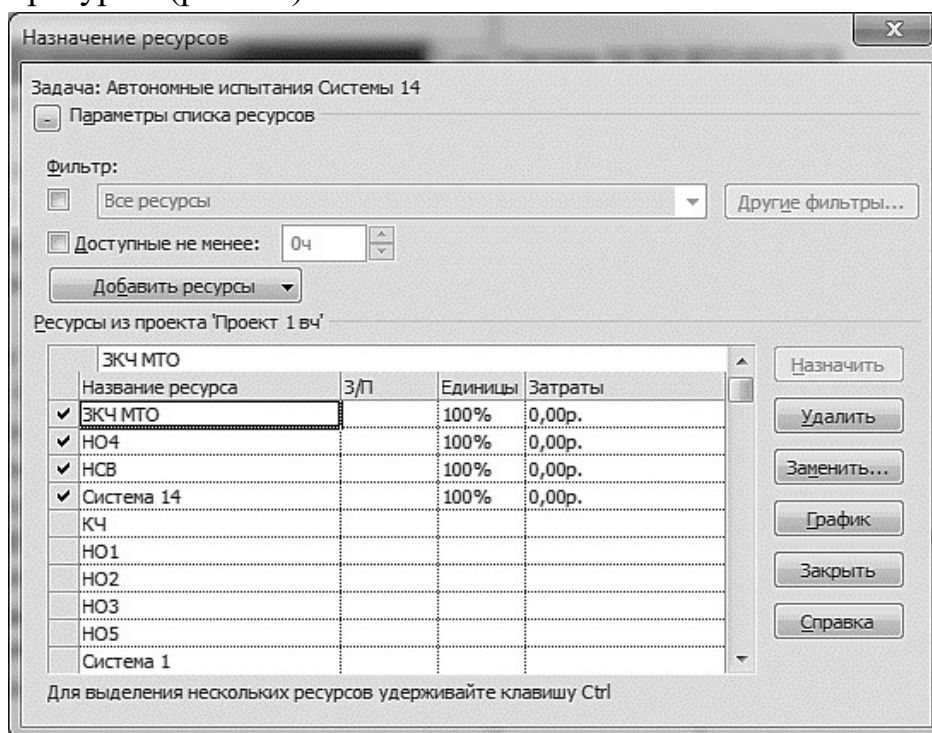 Назначение ресурсов
X
Задача: Автономные испытания Системы 14
- Параметры списка ресурсов
Фильтр:
Все ресурсы Другие фильтры...
Доступные не менее: 0ч
Добавить ресурсы
Ресурсы из проекта 'Проект 1 вч'
ЗКЧ МТО Назначить
Название ресурса З/П Единицы Затраты
ЗКЧ МТО 100% 0,00р. Удалить
НО4 100% 0,00р.
НСВ 100% 0,00р. Заменить...
Система 14 100% 0,00р.
КЧ График
НО1
НО2 Закрыть
НО3
НО5 Справка
Система 1
Для выделения нескольких ресурсов удерживайте клавишу Ctrl